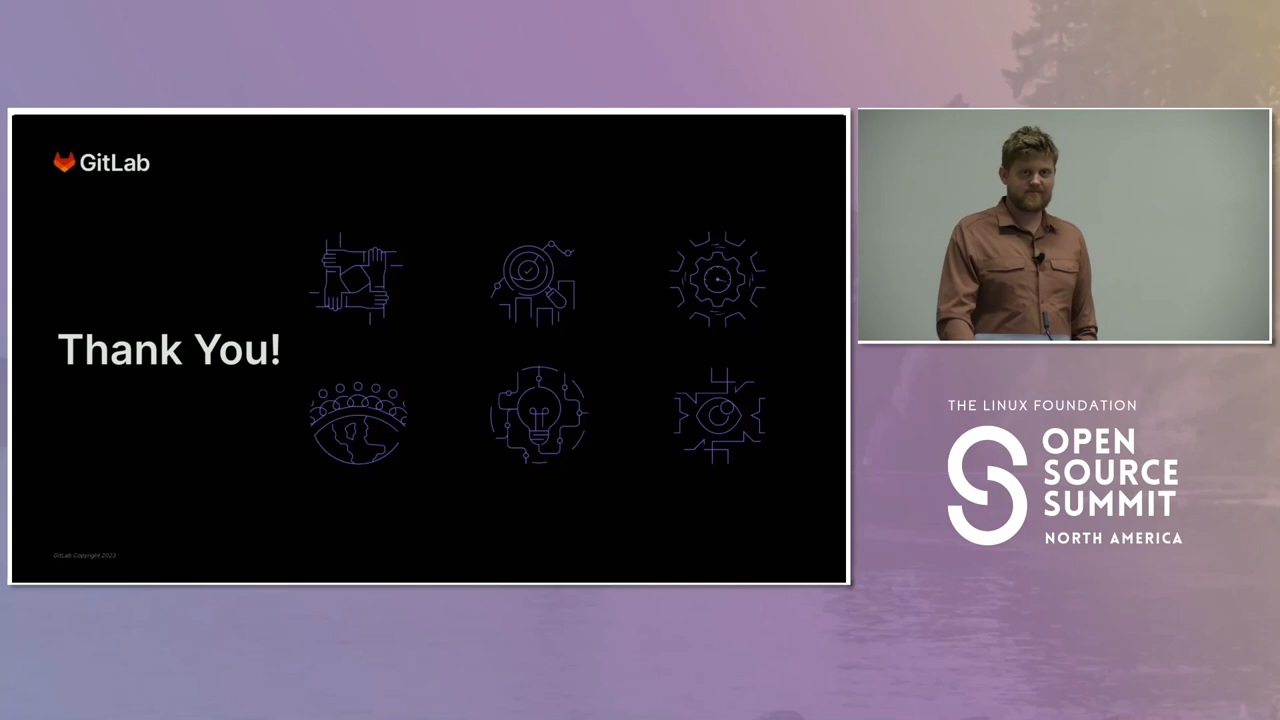 GitLab
Thank You!
GitLab Copyright 2023
THE LINUX FOUNDATION
OPEN
SOURCE
SUMMIT
NORTH AMERICA